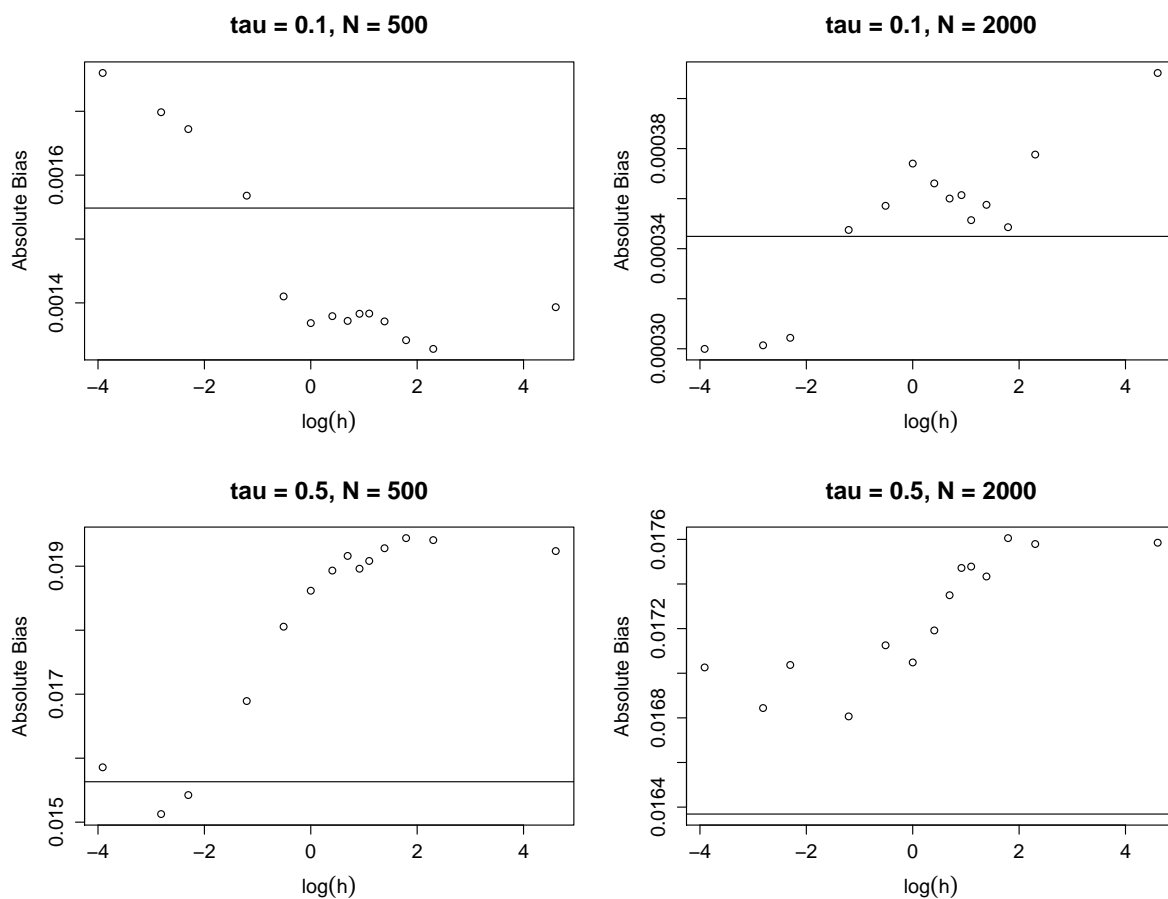 tau = 0.1, N = 500
Absolute Bias
0.0016
0.0014
−4 −2 0 2 4
log(h)
tau = 0.1, N = 2000
Absolute Bias
0.00038
0.00034
0.00030
−4 −2 0 2 4
log(h)
tau = 0.5, N = 500
Absolute Bias
0.019
0.017
0.015
−4 −2 0 2 4
log(h)
tau = 0.5, N = 2000
Absolute Bias
0.0176
0.0172
0.0168
0.0164
−4 −2 0 2 4
log(h)